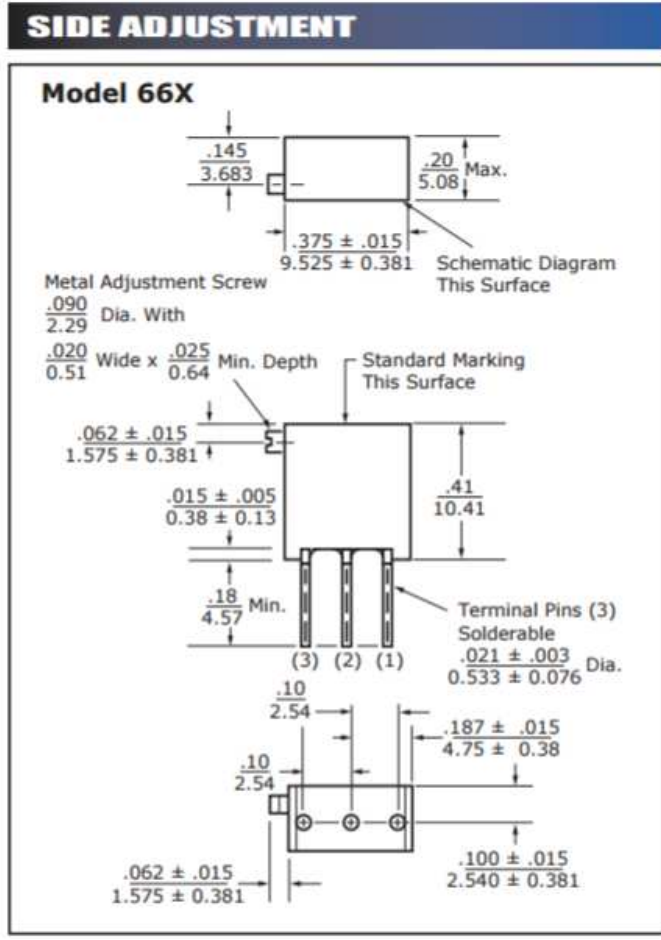 SIDE ADJUSTMENT
Model 66X
.145
3.683
.20
5.08
Max.
.375 ± .015
9.525 ± 0.381
Schematic Diagram
This Surface
Metal Adjustment Screw
.090
2.29
Dia. With
.020
0.51
Wide x
.025
0.64
Min. Depth
Standard Marking
This Surface
.062 ± .015
1.575 ± 0.381
.41
10.41
.015 ± .005
0.38 ± 0.13
.18
4.57
Min.
Terminal Pins (3)
Solderable
.021 ± .003
0.533 ± 0.076
Dia.
(3) (2) (1)
.10
2.54
.187 ± .015
4.75 ± 0.38
.10
2.54
.062 ± .015
1.575 ± 0.381
.100 ± .015
2.540 ± 0.381